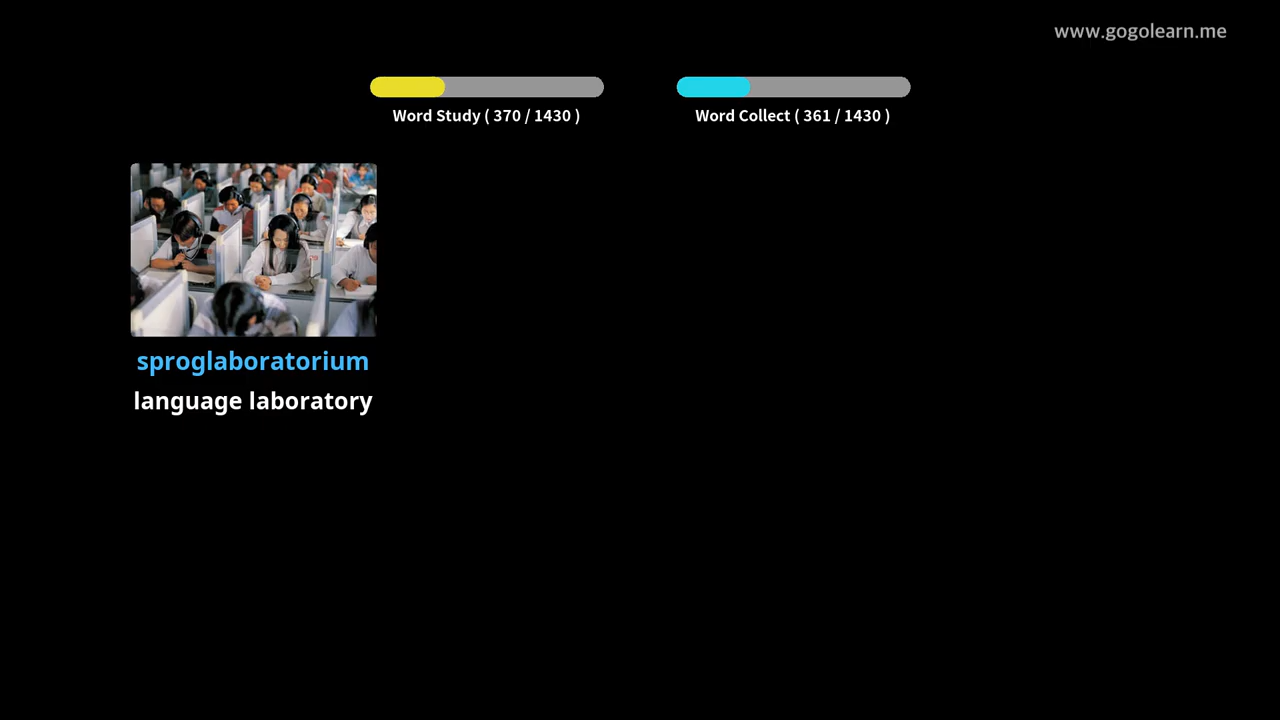 www.gogolearn.me
Word Study ( 370 / 1430 )
Word Collect ( 361 / 1430 )
sproglaboratorium
language laboratory